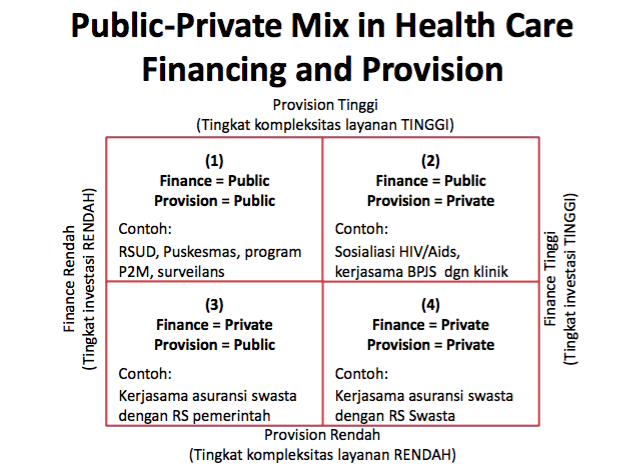 Public-Private Mix in Health Care
Financing and Provision
Provision Tinggi
(Tingkat kompleksitas layanan TINGGI)
Finance Rendah
(Tingkat investasi RENDAH)
(1)
Finance = Public
Provision = Public
Contoh:
RSUD, Puskesmas, program
P2M, surveilans
(2)
Finance = Public
Provision = Private
Contoh:
Sosialiasi HIV/Aids,
kerjasama BPJS dgn klinik
(3)
Finance = Private
Provision = Public
Contoh:
Kerjasama asuransi swasta
dengan RS pemerintah
(4)
Finance = Private
Provision = Private
Contoh:
Kerjasama asuransi swasta
dengan RS Swasta
Finance Tinggi
(Tingkat investasi TINGGI)
Provision Rendah
(Tingkat kompleksitas layanan RENDAH)